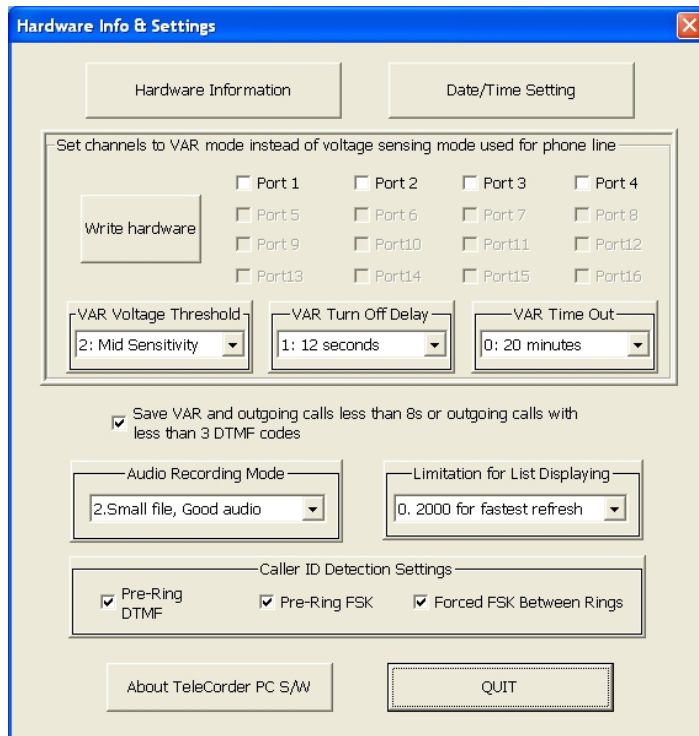 Hardware Info & Settings
Hardware Information
Date/Time Setting
Set channels to VAR mode instead of voltage sensing mode used for phone line
Write hardware
Port 1
Port 2
Port 3
Port 4
Port 5
Port 6
Port 7
Port 8
Port 9
Port10
Port11
Port12
Port13
Port14
Port15
Port16
VAR Voltage Threshold
2: Mid Sensitivity
VAR Turn Off Delay
1: 12 seconds
VAR Time Out
0: 20 minutes
Save VAR and outgoing calls less than 8s or outgoing calls with
less than 3 DTMF codes
Audio Recording Mode
2.Small file, Good audio
Limitation for List Displaying
0. 2000 for fastest refresh
Caller ID Detection Settings
Pre-Ring
DTMF
Pre-Ring FSK
Forced FSK Between Rings
About TeleCorder PC S/W
QUIT